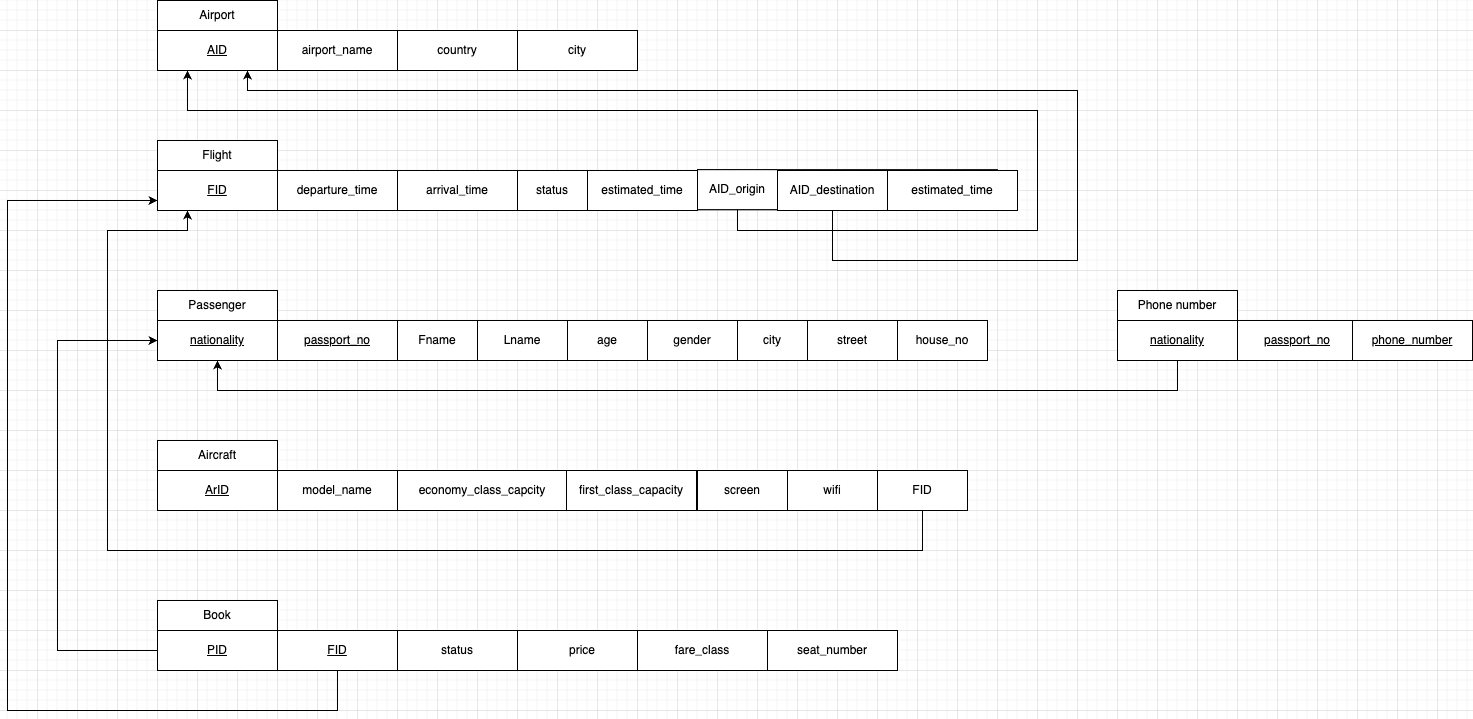 Airport
AID airport_name country city
Flight
FID departure_time arrival_time status estimated_time AID_origin AID_destination estimated_time
Passenger
nationality passport_no Fname Lname age gender city street house_no
Phone number
nationality passport_no phone_number
Aircraft
ArID model_name economy_class_capcity first_class_capacity screen wifi FID
Book
PID FID status price fare_class seat_number